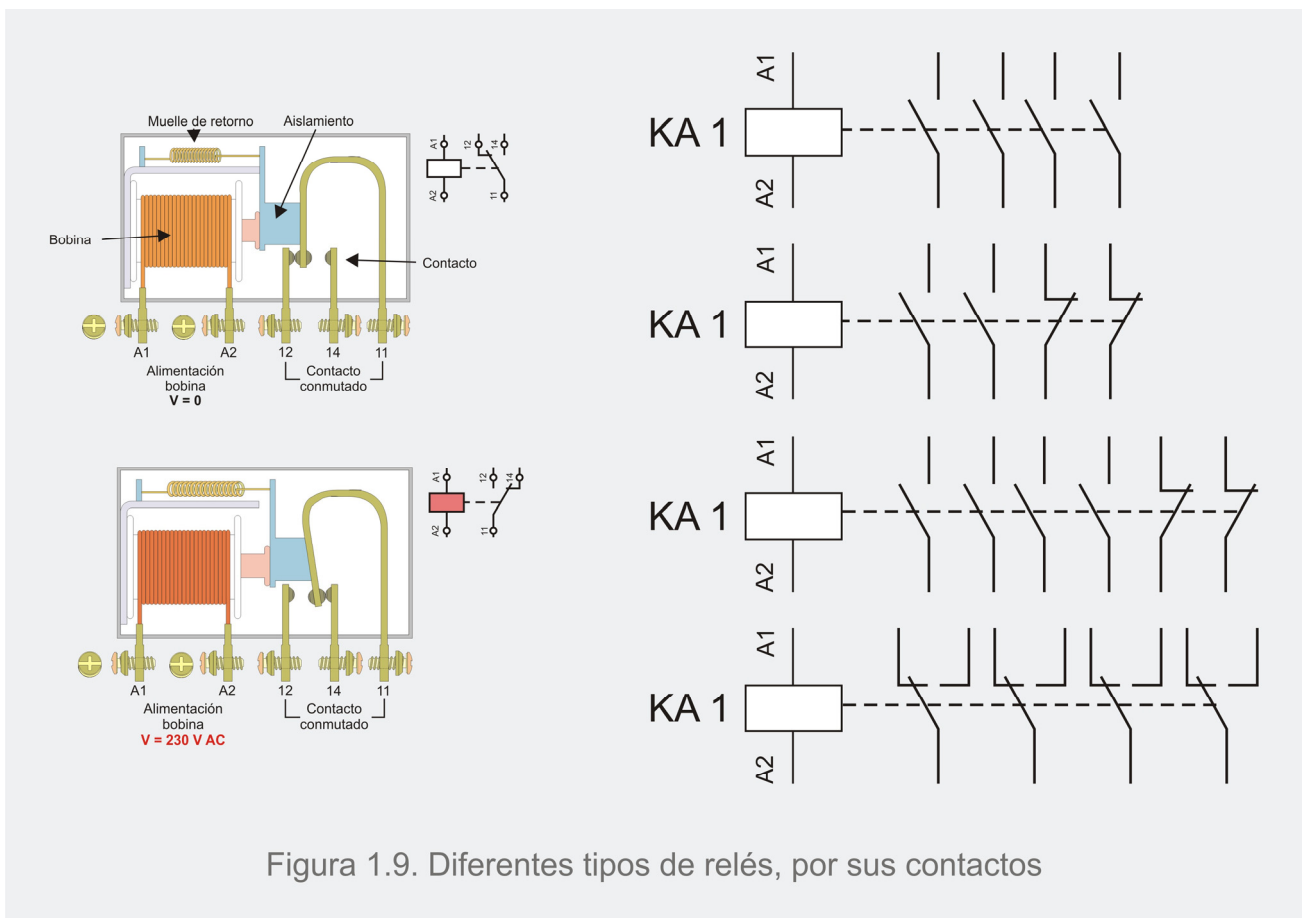 Muelle de retorno
Aislamiento
Bobina
Contacto
A1
A2
12
14
11
A1
A2
12
14
11
Alimentación
bobina
V = 0
Contacto
conmutado
A1
A2
12
14
11
A1
A2
12
14
11
Alimentación
bobina
V = 230 V AC
Contacto
conmutado
A1
KA 1
A2
A1
KA 1
A2
A1
KA 1
A2
A1
KA 1
A2
Figura 1.9. Diferentes tipos de relés, por sus contactos